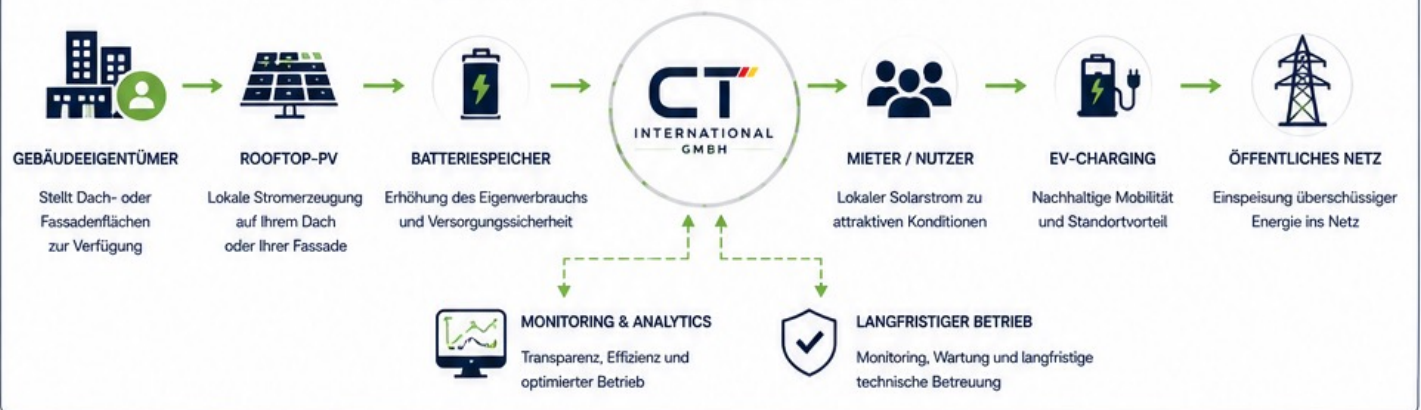 CT
INTERNATIONAL
GMBH
GEBÄUDEEIGENTÜMER
Stellt Dach- oder
Fassadenflächen
zur Verfügung
ROOFTOP-PV
Lokale Stromerzeugung
auf Ihrem Dach
oder Ihrer Fassade
BATTERIESPEICHER
Erhöhung des Eigenverbrauchs
und Versorgungssicherheit
MIETER / NUTZER
Lokaler Solarstrom zu
attraktiven Konditionen
EV-CHARGING
Nachhaltige Mobilität
und Standortvorteil
ÖFFENTLICHES NETZ
Einspeisung überschüssiger
Energie ins Netz
MONITORING & ANALYTICS
Transparenz, Effizienz und
optimierter Betrieb
LANGFRISTIGER BETRIEB
Monitoring, Wartung und langfristige
technische Betreuung